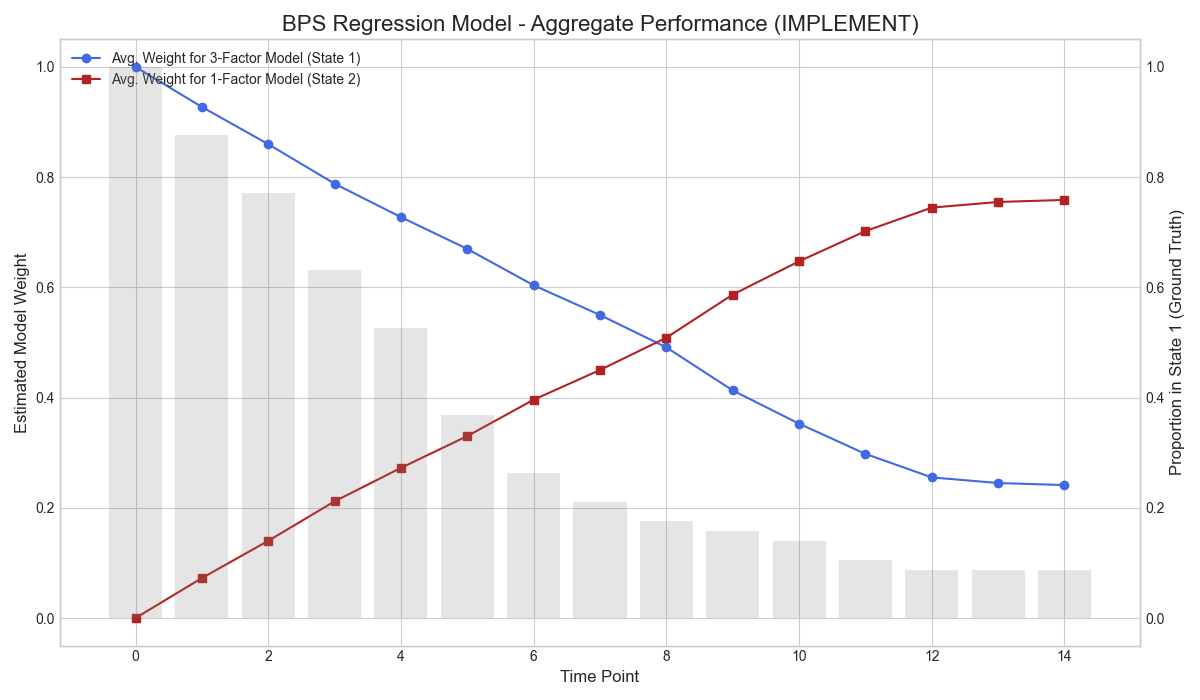 BPS Regression Model - Aggregate Performance (IMPLEMENT)
Avg. Weight for 3-Factor Model (State 1)
Avg. Weight for 1-Factor Model (State 2)
Estimated Model Weight
1.0
0.8
0.6
0.4
0.2
0.0
1.0
0.8
0.6
0.4
0.2
0.0
Proportion in State 1 (Ground Truth)
0 2 4 6 8 10 12 14
Time Point